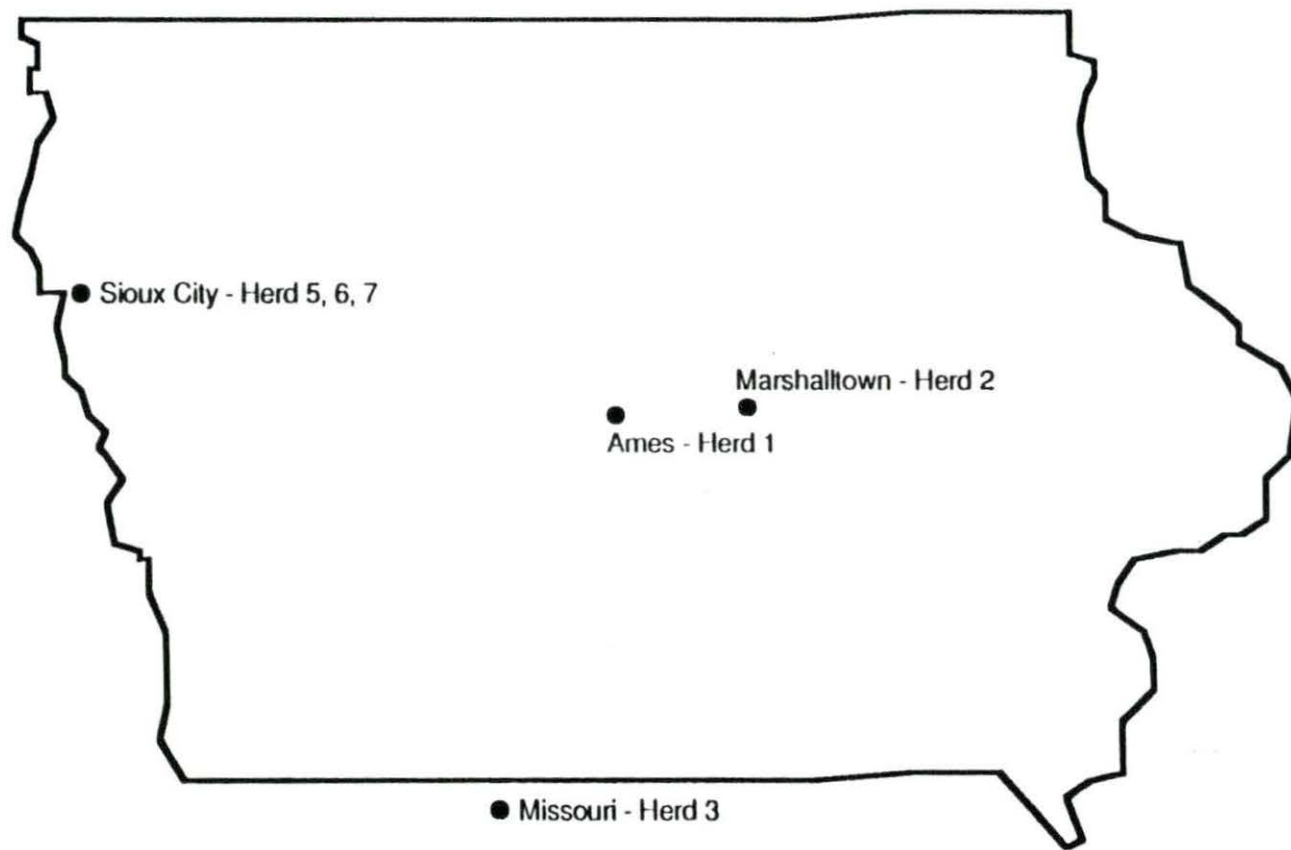 Sioux City - Herd 5, 6, 7
Marshalltown - Herd 2
Ames - Herd 1
Missouri - Herd 3